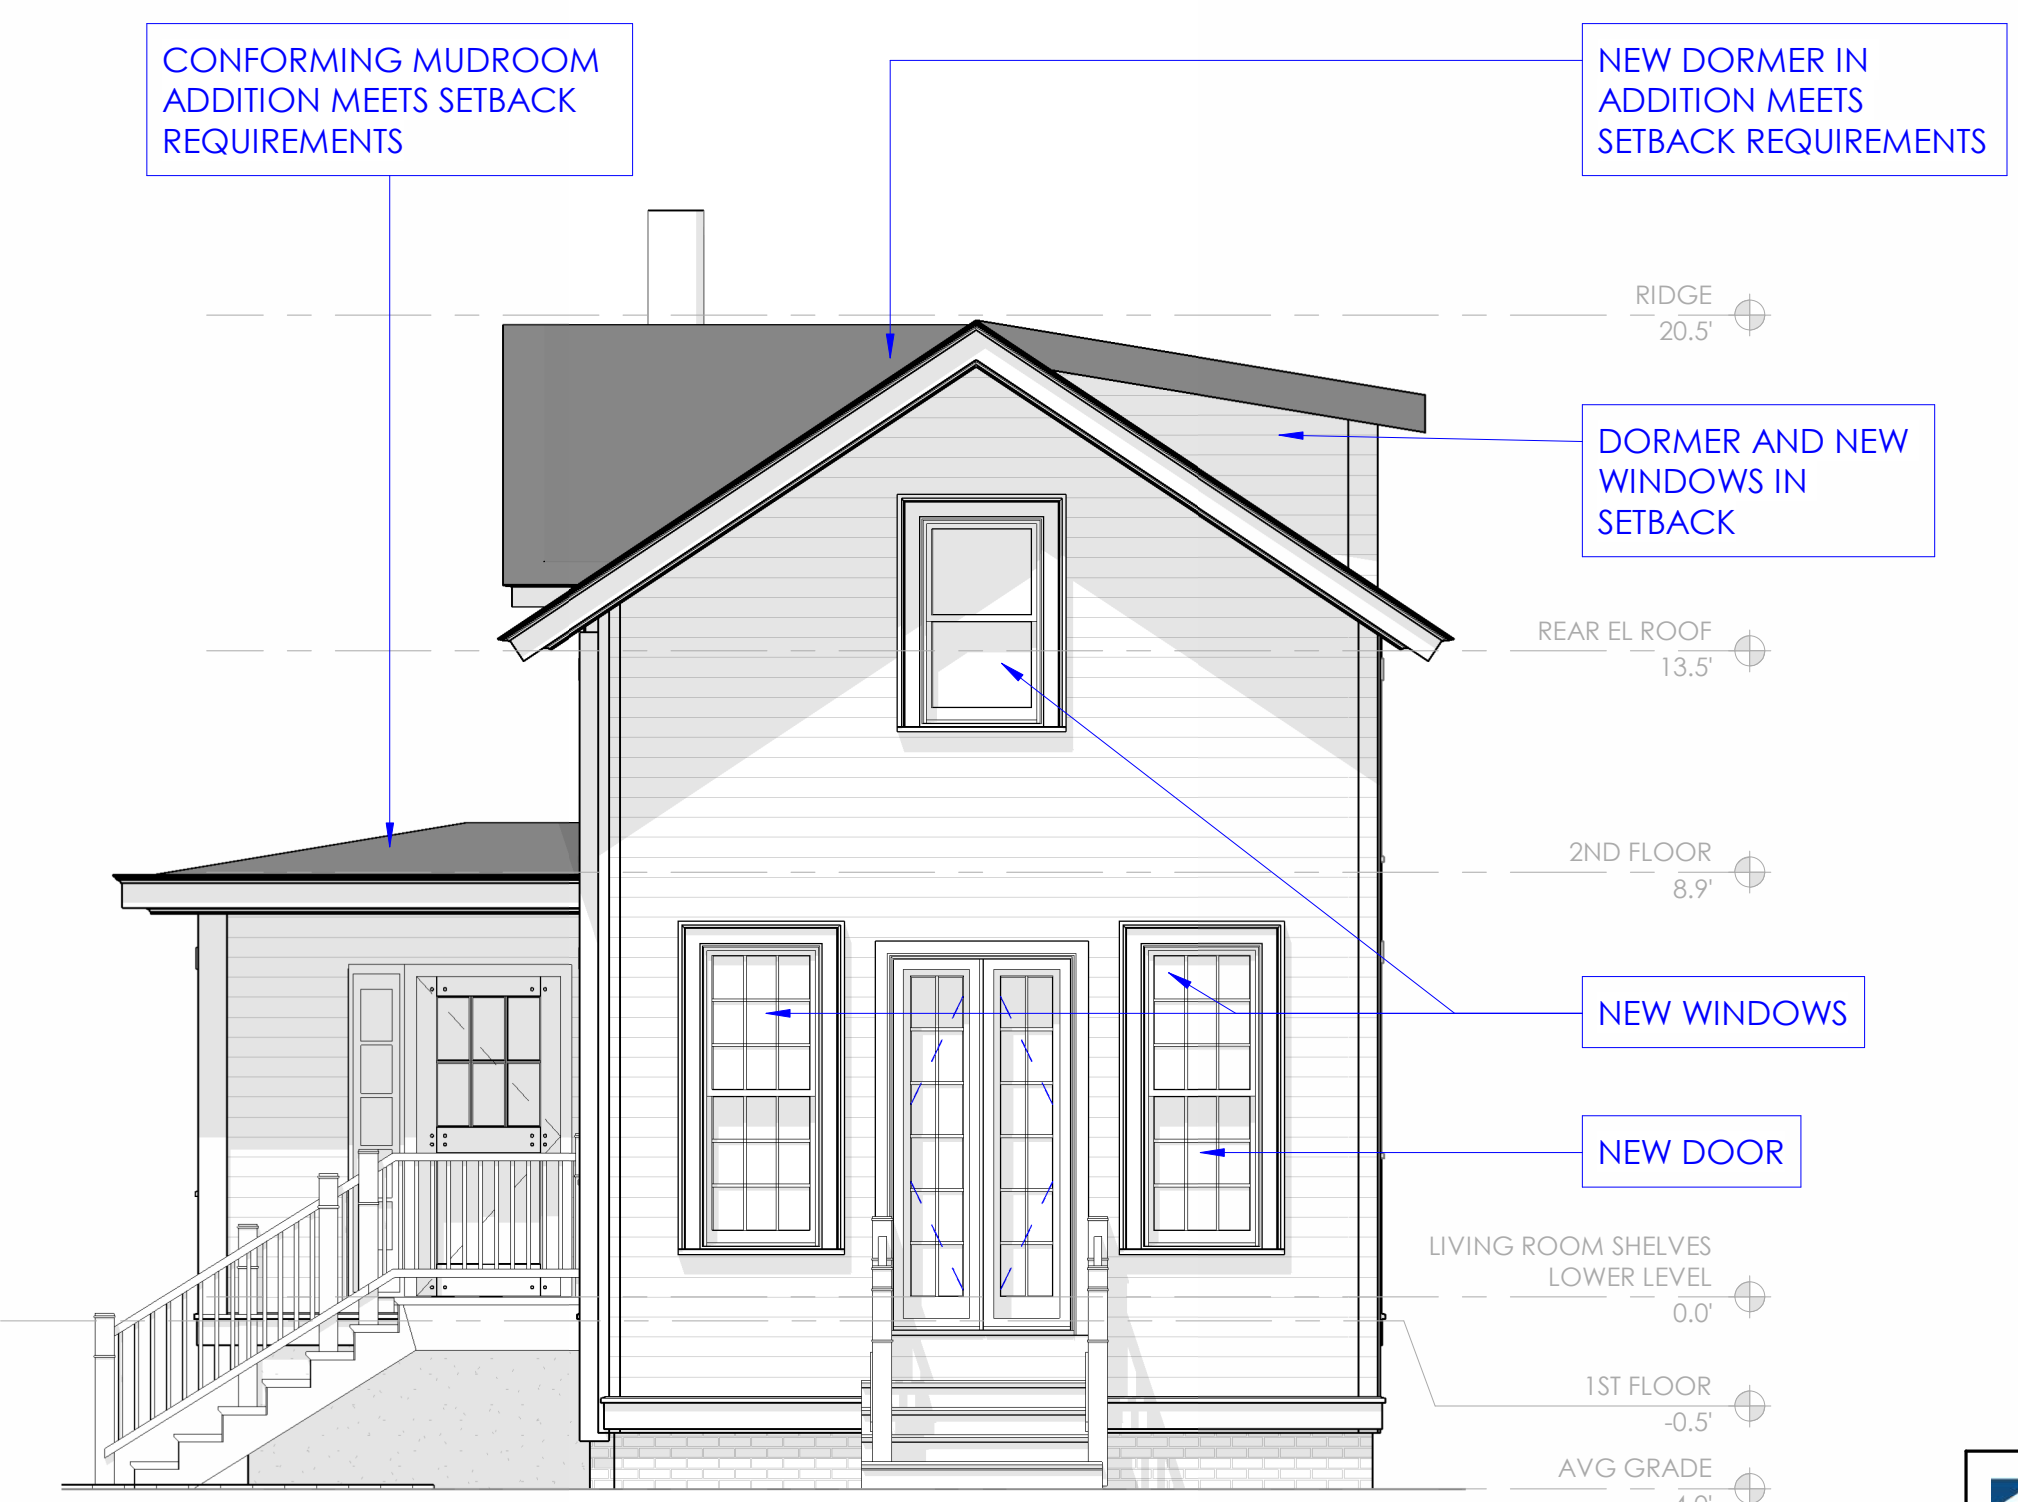 CONFORMING MUDROOM
ADDITION MEETS SETBACK
REQUIREMENTS
NEW DORMER IN
ADDITION MEETS
SETBACK REQUIREMENTS
RIDGE
20.5'
DORMER AND NEW
WINDOWS IN
SETBACK
REAR EL ROOF
13.5'
2ND FLOOR
8.9'
NEW WINDOWS
NEW DOOR
LIVING ROOM SHELVES
LOWER LEVEL
0.0'
1ST FLOOR
-0.5'
AVG GRADE